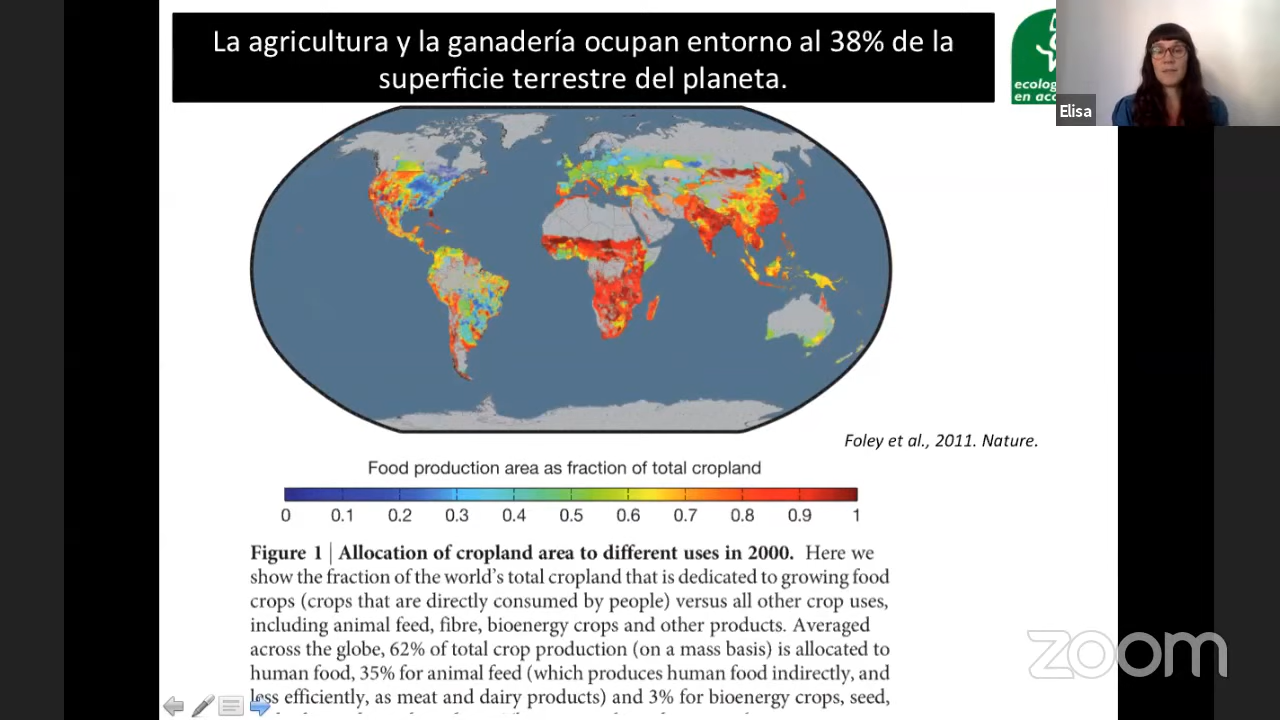 La agricultura y la ganadería ocupan entorno al 38% de la
superficie terrestre del planeta.
en
Elisa
Foley et al., 2011. Nature.
Food production area as fraction of total cropland
0 0.1 0.2 0.3 0.4 0.5 0.6 0.7 0.8 0.9 1
Figure 1 | Allocation of cropland area to different uses in 2000. Here we
show the fraction of the world's total cropland that is dedicated to growing food
crops (crops that are directly consumed by people) versus all other crop uses,
including animal feed, fibre, bioenergy crops and other products. Averaged
across the globe, 62% of total crop production (on a mass basis) is allocated to
human food, 35% for animal feed (which produces human food indirectly, and
less efficiently, as meat and dairy products) and 3% for bioenergy crops, seed,
zoom